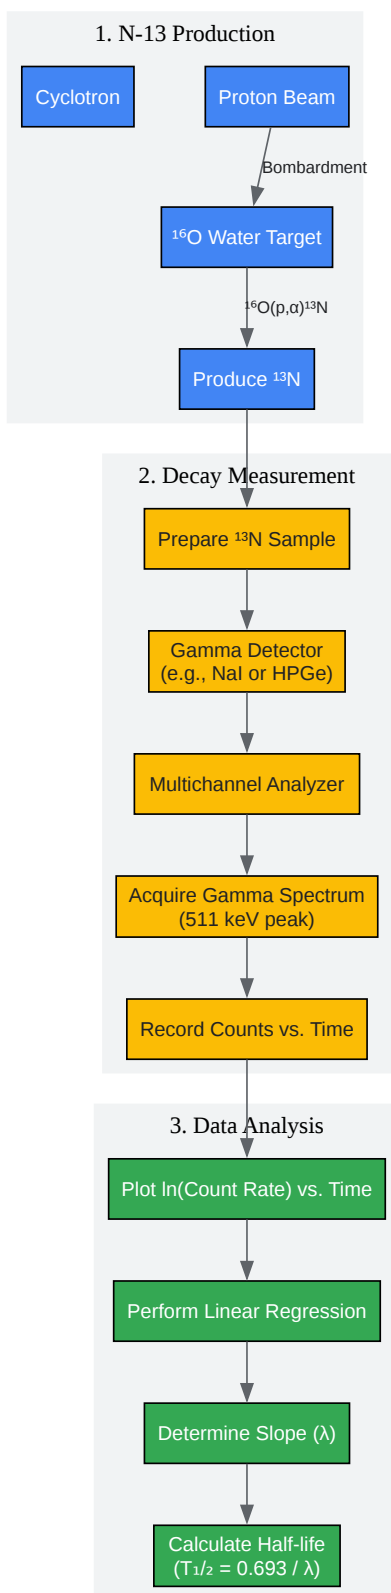 1. N-13 Production
Cyclotron
Proton Beam
Bombardment
¹⁶O Water Target
¹⁶O(p,α)¹³N
Produce ¹³N
2. Decay Measurement
Prepare ¹³N Sample
Gamma Detector
(e.g., NaI or HPGe)
Multichannel Analyzer
Acquire Gamma Spectrum
(511 keV peak)
Record Counts vs. Time
3. Data Analysis
Plot ln(Count Rate) vs. Time
Perform Linear Regression
Determine Slope (λ)
Calculate Half-life
(T₁/₂ = 0.693 / λ)